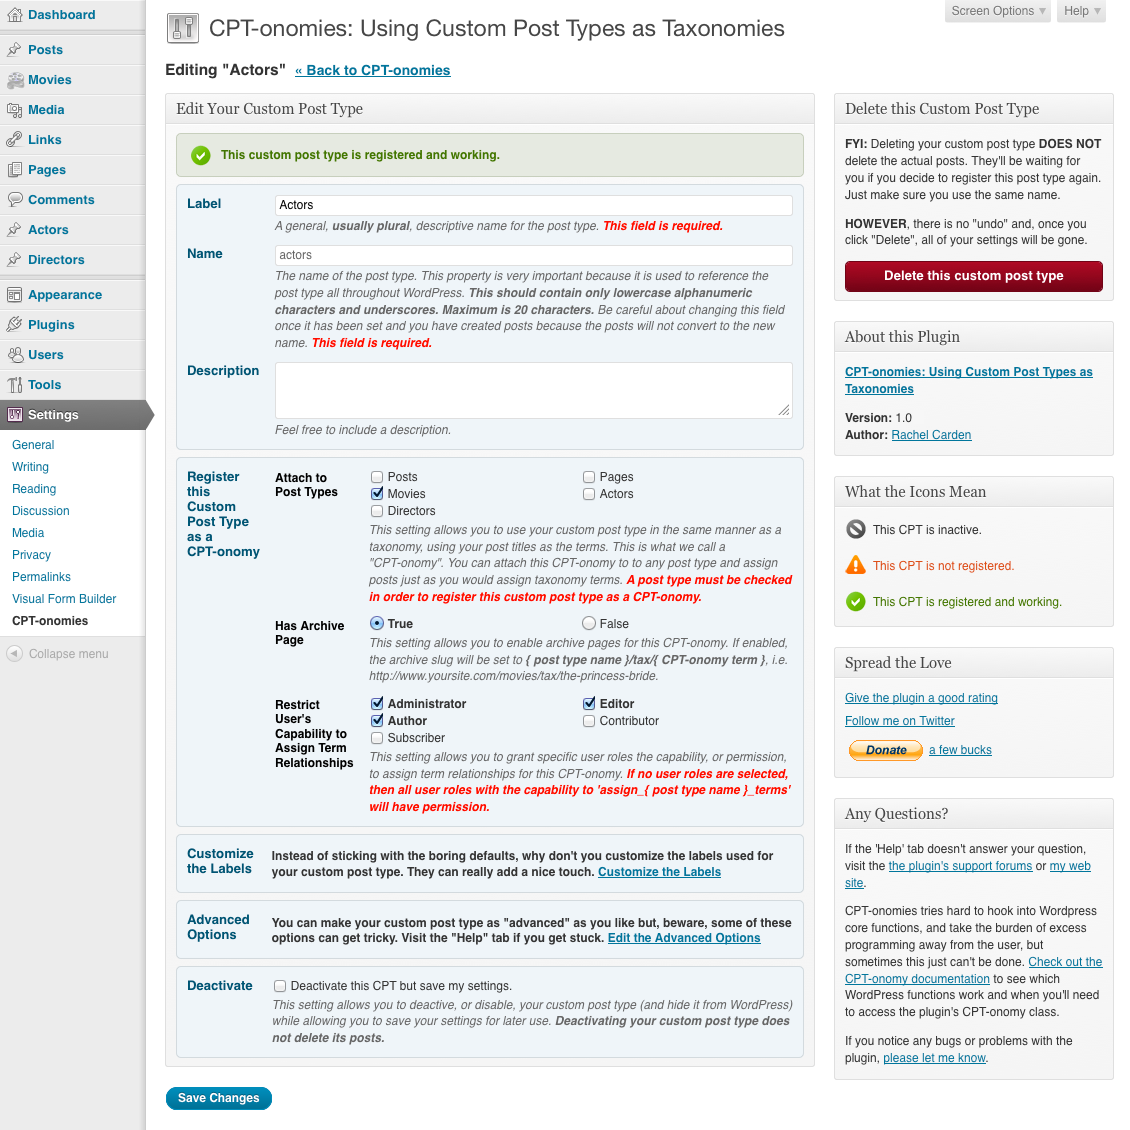 Dashboard
Posts
Movies
Media
Links
Pages
Comments
Actors
Directors
Appearance
Plugins
Users
Tools
Settings
General
Writing
Reading
Discussion
Media
Privacy
Permalinks
Visual Form Builder
CPT-onomies
Collapse menu
Screen Options
Help
CPT-onomies: Using Custom Post Types as Taxonomies
Editing "Actors" « Back to CPT-onomies
Edit Your Custom Post Type
This custom post type is registered and working.
Label
Actors
A general, usually plural, descriptive name for the post type. This field is required.
Name
actors
The name of the post type. This property is very important because it is used to reference the
post type all throughout WordPress. This should contain only lowercase alphanumeric
characters and underscores. Maximum is 20 characters. Be careful about changing this field
once it has been set and you have created posts because the posts will not convert to the new
name. This field is required.
Description
Feel free to include a description.
Register
this
Custom
Post Type
as a
CPT-onomy
Attach to
Post Types
Posts
Pages
Movies
Actors
Directors
This setting allows you to use your custom post type in the same manner as a
taxonomy, using your post titles as the terms. This is what we call a
"CPT-onomy". You can attach this CPT-onomy to to any post type and assign
posts just as you would assign taxonomy terms. A post type must be checked
in order to register this custom post type as a CPT-onomy.
Has Archive
Page
True
False
This setting allows you to enable archive pages for this CPT-onomy. If enabled,
the archive slug will be set to { post type name }/tax/{ CPT-onomy term }, i.e.
http://www.yoursite.com/movies/tax/the-princess-bride.
Restrict
User's
Capability to
Assign Term
Relationships
Administrator
Editor
Author
Contributor
Subscriber
This setting allows you to grant specific user roles the capability, or permission,
to assign term relationships for this CPT-onomy. If no user roles are selected,
then all user roles with the capability to 'assign_{ post type name }_terms'
will have permission.
Customize
the Labels
Instead of sticking with the boring defaults, why don't you customize the labels used for
your custom post type. They can really add a nice touch. Customize the Labels
Advanced
Options
You can make your custom post type as "advanced" as you like but, beware, some of these
options can get tricky. Visit the "Help" tab if you get stuck. Edit the Advanced Options
Deactivate
Deactivate this CPT but save my settings.
This setting allows you to deactive, or disable, your custom post type (and hide it from WordPress)
while allowing you to save your settings for later use. Deactivating your custom post type does
not delete its posts.
Save Changes
Delete this Custom Post Type
FYI: Deleting your custom post type DOES NOT
delete the actual posts. They'll be waiting for
you if you decide to register this post type again.
Just make sure you use the same name.
HOWEVER, there is no "undo" and, once you
click "Delete", all of your settings will be gone.
Delete this custom post type
About this Plugin
CPT-onomies: Using Custom Post Types as
Taxonomies
Version: 1.0
Author: Rachel Carden
What the Icons Mean
This CPT is inactive.
This CPT is not registered.
This CPT is registered and working.
Spread the Love
Give the plugin a good rating
Follow me on Twitter
Donate a few bucks
Any Questions?
If the 'Help' tab doesn't answer your question,
visit the the plugin's support forums or my web
site.
CPT-onomies tries hard to hook into Wordpress
core functions, and take the burden of excess
programming away from the user, but
sometimes this just can't be done. Check out the
CPT-onomy documentation to see which
WordPress functions work and when you'll need
to access the plugin's CPT-onomy class.
If you notice any bugs or problems with the
plugin, please let me know.